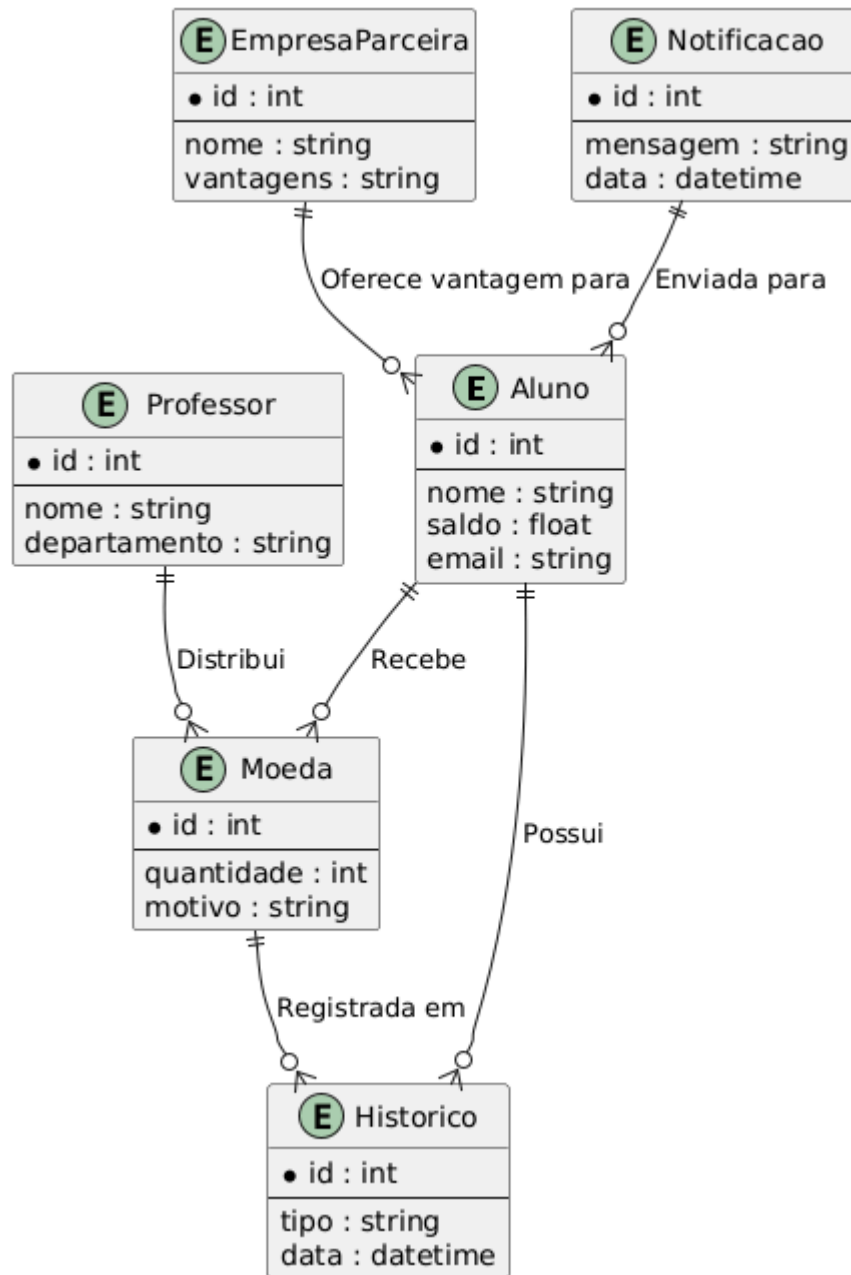 E EmpresaParceira
id : int
nome : string
vantagens : string
E Notificacao
id : int
mensagem : string
data : datetime
Oferece vantagem para
Enviada para
E Professor
id : int
nome : string
departamento : string
E Aluno
id : int
nome : string
saldo : float
email : string
Distribui
Recebe
E Moeda
id : int
quantidade : int
motivo : string
Possui
Registrada em
E Historico
id : int
tipo : string
data : datetime